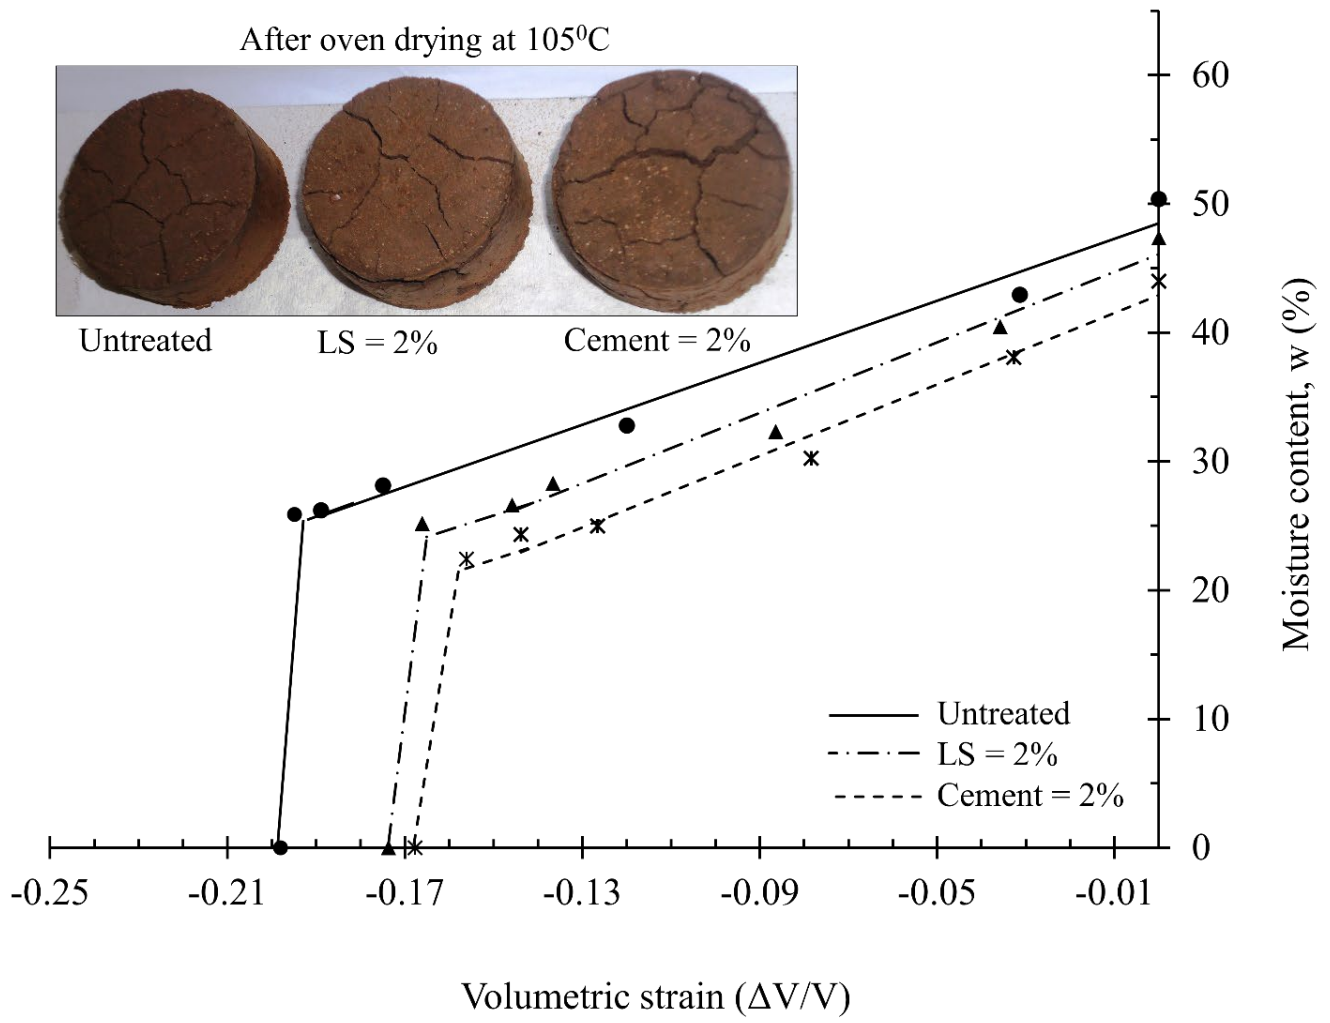 After oven drying at 105⁰C
Untreated
LS = 2%
Cement = 2%
60
50
40
30
20
10
0
Moisture content, w (%)
Untreated
LS = 2%
Cement = 2%
-0.25 -0.21 -0.17 -0.13 -0.09 -0.05 -0.01
Volumetric strain (ΔV/V)